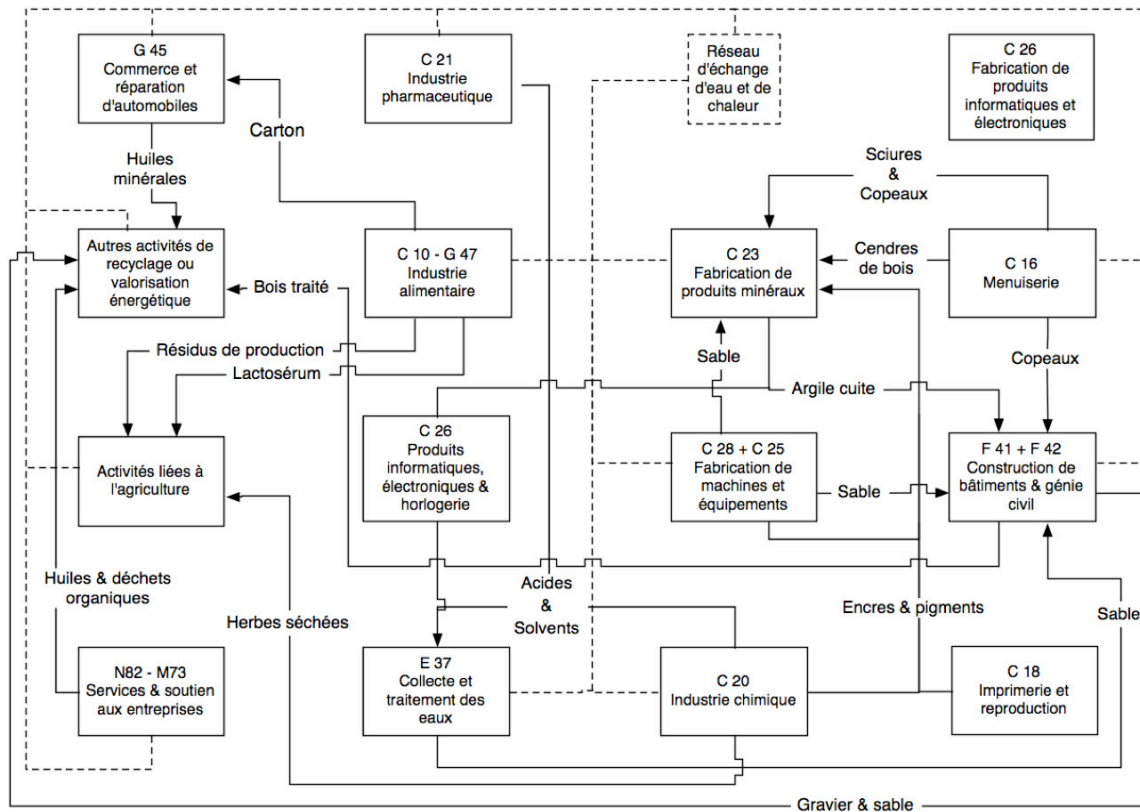 G 45
Commerce et
réparation
d'automobiles
C 21
Industrie
pharmaceutique
Réseau
d'échange
d'eau et de
chaleur
C 26
Fabrication de
produits
informatiques et
électroniques
Carton
Huiles
minérales
Sciures
&
Copeaux
Autres activités de
recyclage ou
valorisation
énergétique
Bois traité
C 10 - G 47
Industrie
alimentaire
C 23
Fabrication de
produits minéraux
Cendres
de bois
C 16
Menuiserie
Résidus de production
Lactosérum
Sable
Copeaux
Argile cuite
Activités liées à
l'agriculture
C 26
Produits
informatiques,
électroniques &
horlogerie
C 28 + C 25
Fabrication de
machines et
équipements
Sable
F 41 + F 42
Construction de
bâtiments & génie
civil
Huiles & déchets
organiques
Herbes séchées
Acides
&
Solvents
Encres & pigments
Sable
N82 - M73
Services & soutien
aux entreprises
E 37
Collecte et
traitement des
eaux
C 20
Industrie chimique
C 18
Imprimerie et
reproduction
Gravier & sable